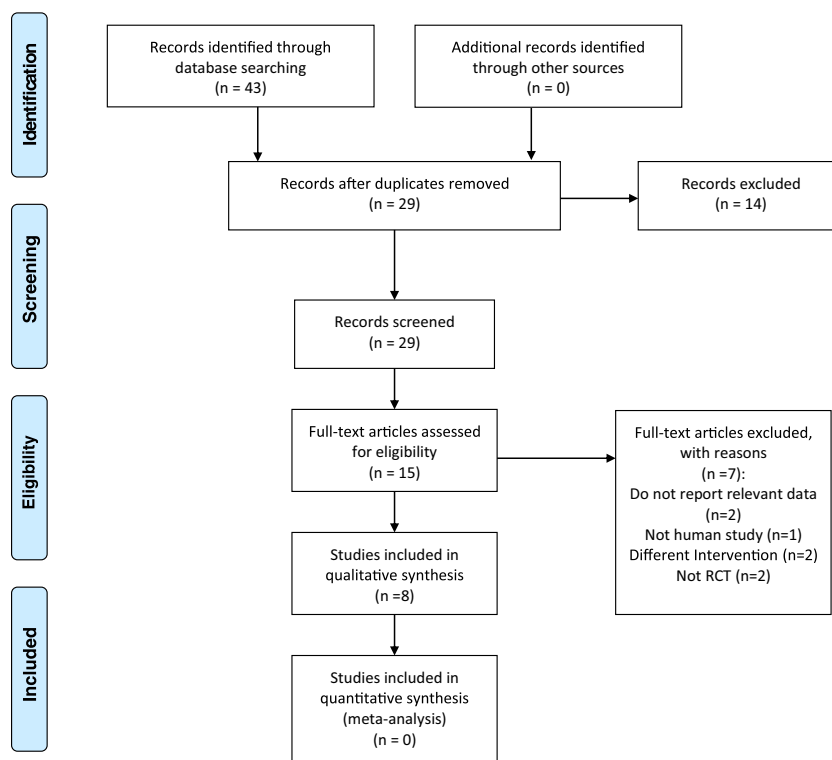 Identification
Records identified through
database searching
(n = 43)
Additional records identified
through other sources
(n = 0)
Records after duplicates removed
(n = 29)
Records excluded
(n = 14)
Screening
Records screened
(n = 29)
Eligibility
Full-text articles assessed
for eligibility
(n = 15)
Full-text articles excluded,
with reasons
(n =7):
Do not report relevant data
(n=2)
Not human study (n=1)
Different Intervention (n=2)
Not RCT (n=2)
Studies included in
qualitative synthesis
(n =8)
Included
Studies included in
quantitative synthesis
(meta-analysis)
(n = 0)